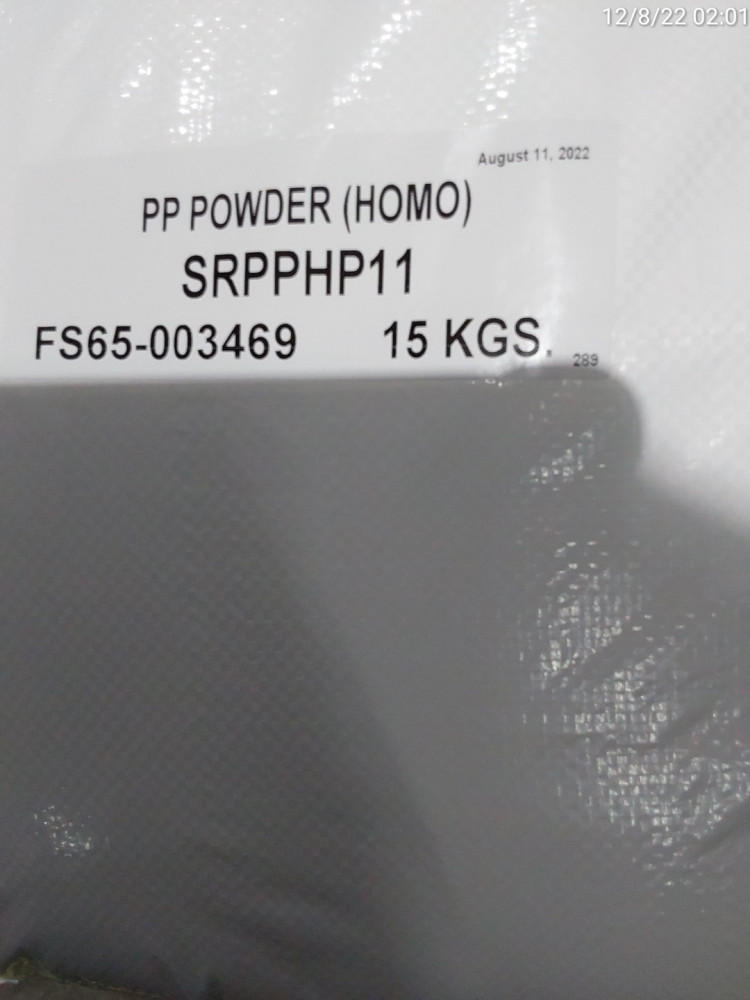 12/8/22 02:01
August 11, 2022
PP POWDER (HOMO)
SRPPHP11
FS65-003469 15 KGS.
289